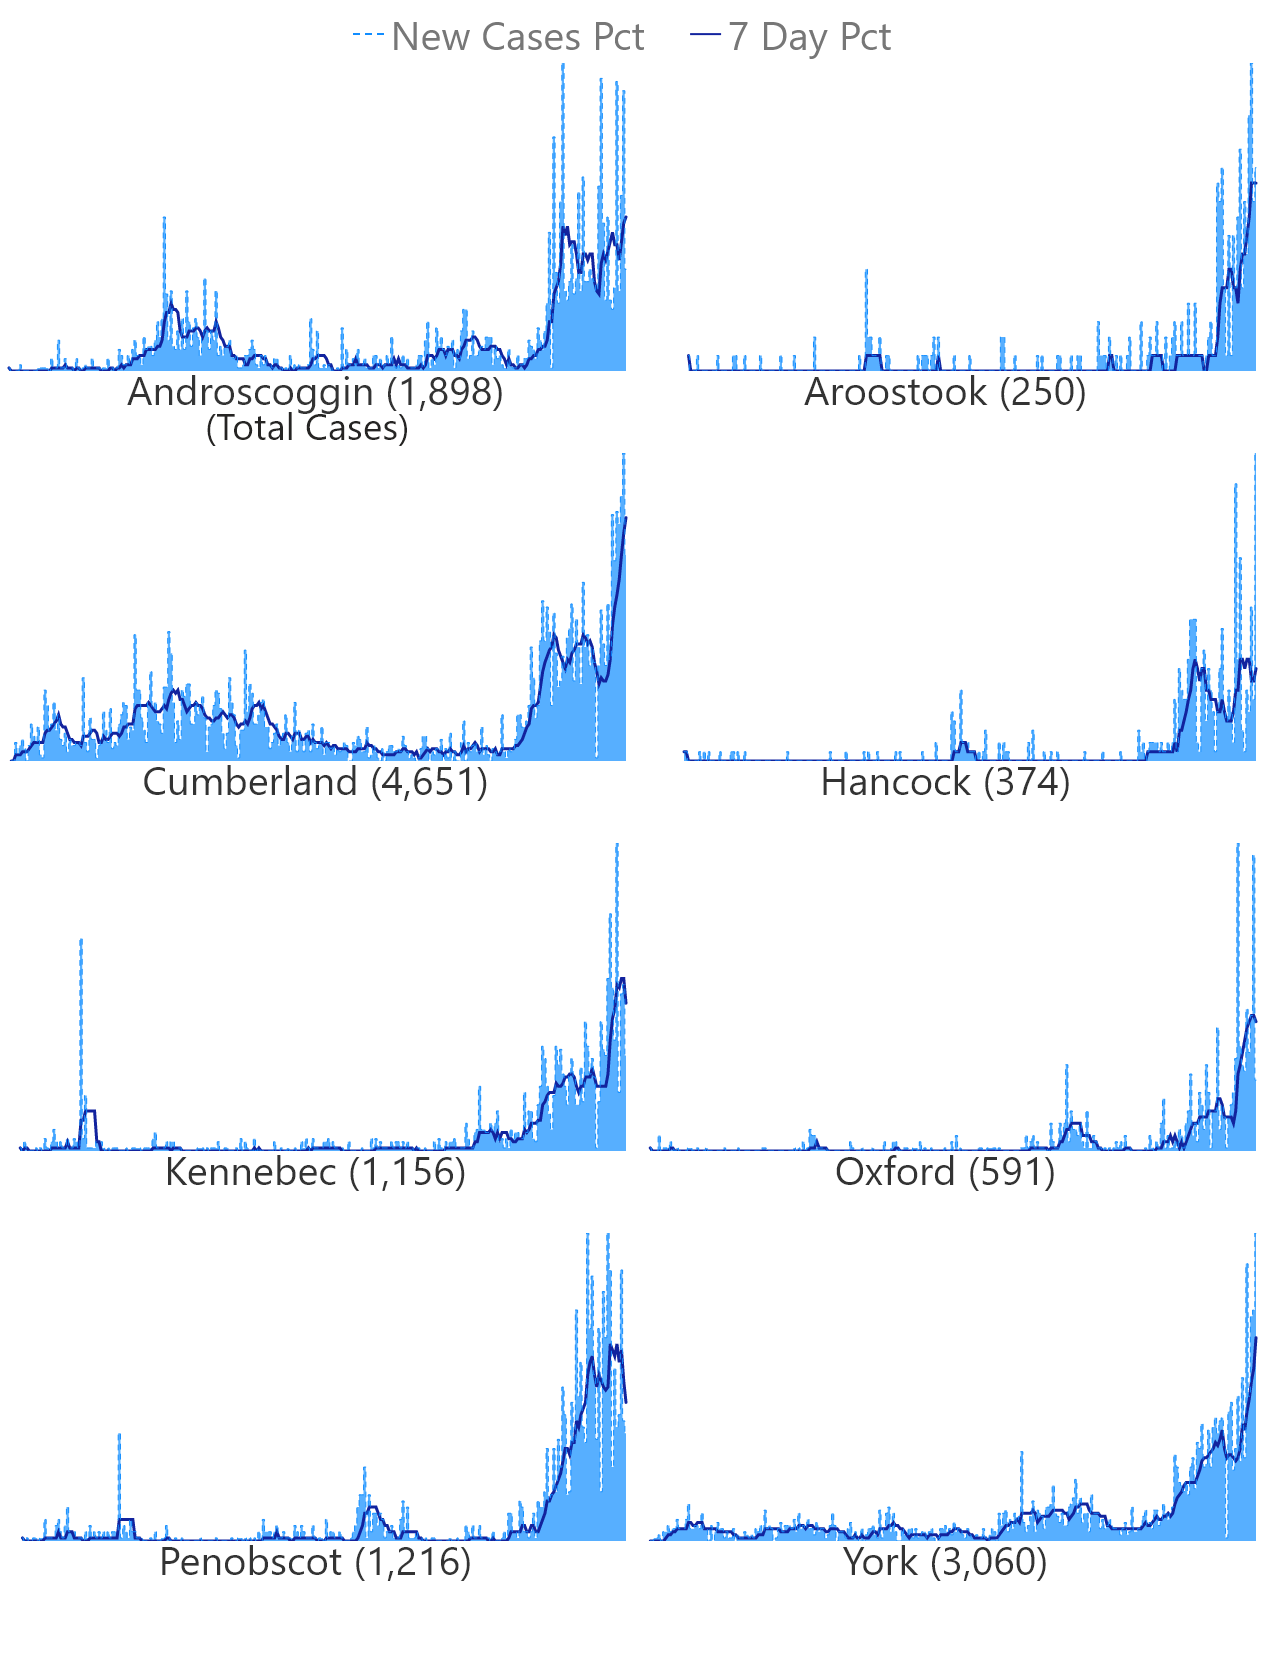 New Cases Pct 7 Day Pct
Androscoggin (1,898)
(Total Cases)
Aroostook (250)
Cumberland (4,651)
Hancock (374)
Kennebec (1,156)
Oxford (591)
Penobscot (1,216)
York (3,060)